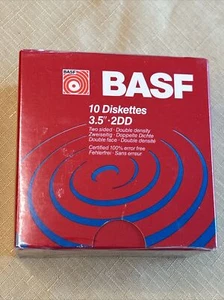 BASF
BASF
10 Diskettes
3.5"·2DD
Two sided · Double density
Zweiseitig · Doppelte Dichte
Double face · Double densité
Certified 100% error free
Fehlerfrei · Sans erreur